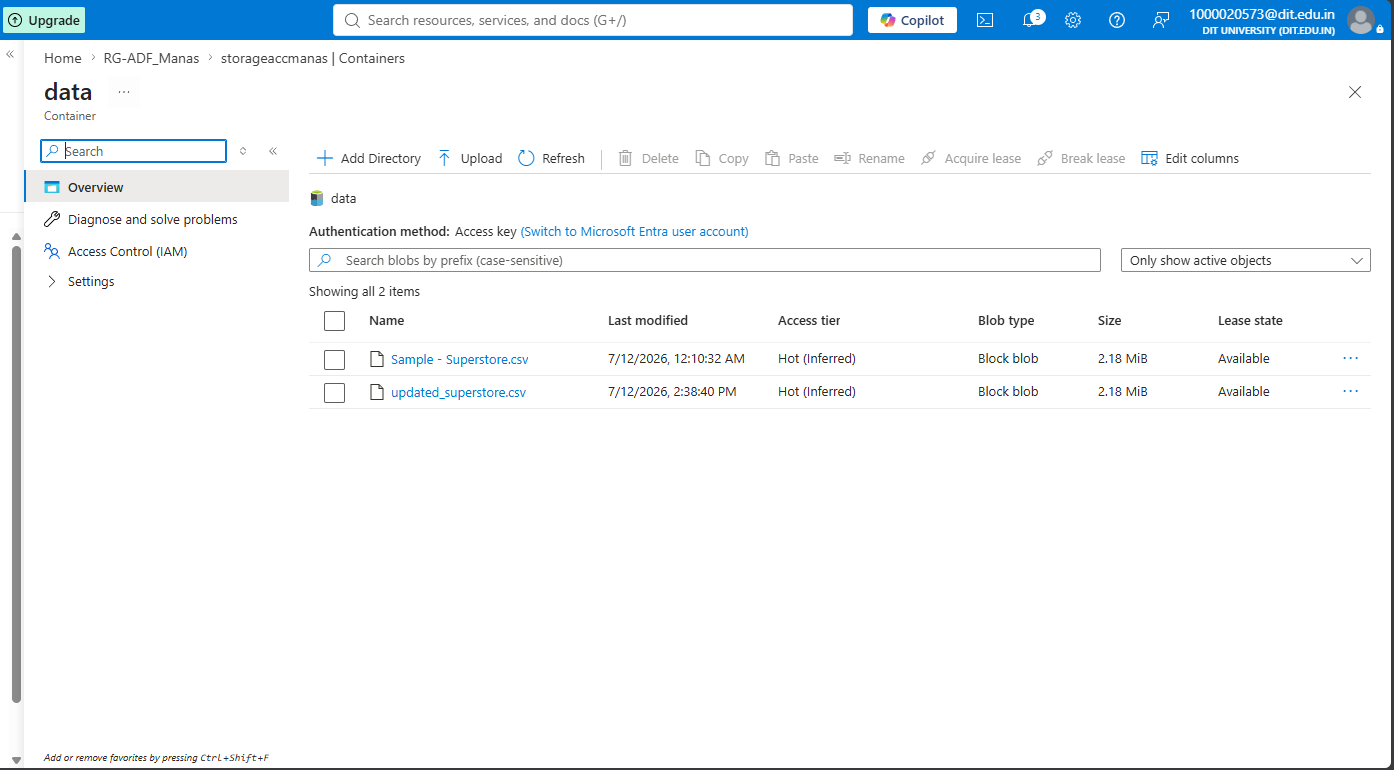 Upgrade
Search resources, services, and docs (G+/)
Copilot
3
1000020573@dit.edu.in
DIT UNIVERSITY (DIT.EDU.IN)
Home > RG-ADF_Manas > storageaccmanas | Containers
data ...
Container
Search
Add Directory Upload Refresh Delete Copy Paste Rename Acquire lease Break lease Edit columns
Overview
Diagnose and solve problems
Access Control (IAM)
Settings
data
Authentication method: Access key (Switch to Microsoft Entra user account)
Search blobs by prefix (case-sensitive)
Only show active objects
Showing all 2 items
Name Last modified Access tier Blob type Size Lease state
Sample - Superstore.csv 7/12/2026, 12:10:32 AM Hot (Inferred) Block blob 2.18 MiB Available ...
updated_superstore.csv 7/12/2026, 2:38:40 PM Hot (Inferred) Block blob 2.18 MiB Available ...
Add or remove favorites by pressing Ctrl+Shift+F